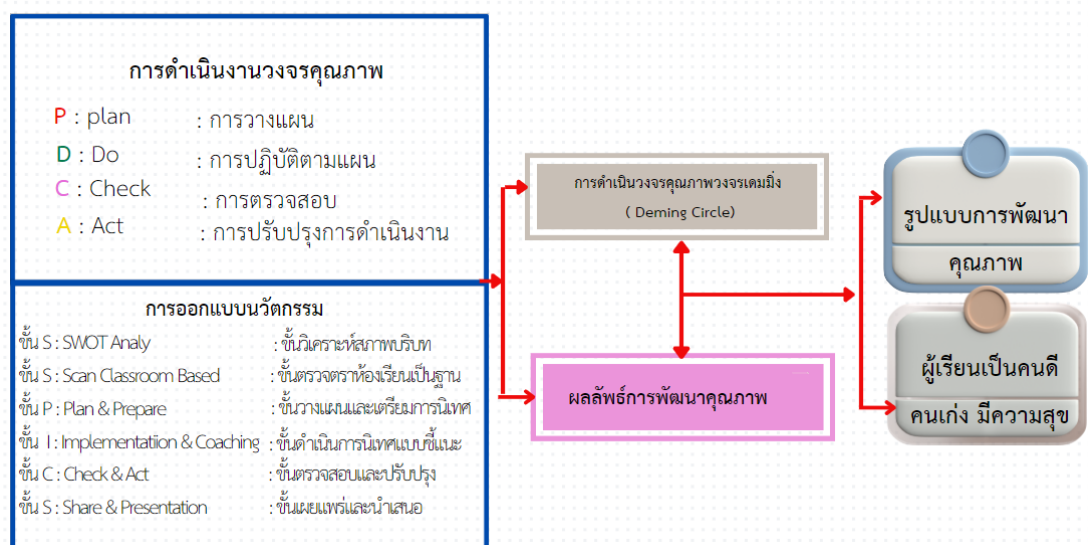 การดำเนินงานวงจรคุณภาพ
P : plan : การวางแผน
D : Do : การปฏิบัติตามแผน
C : Check : การตรวจสอบ
A : Act : การปรับปรุงการดำเนินงาน
การออกแบบนวัตกรรม
ขั้น S : SWOT Analy : ขั้นวิเคราะห์สภาพบริบท
ขั้น S : Scan Classroom Based : ขั้นตรวจตราห้องเรียนเป็นฐาน
ขั้น P : Plan & Prepare : ขั้นวางแผนและเตรียมการนิเทศ
ขั้น I : Implementatiion & Coaching : ขั้นดำเนินการนิเทศแบบชี้แนะ
ขั้น C : Check & Act : ขั้นตรวจสอบและปรับปรุง
ขั้น S : Share & Presentation : ขั้นเผยแพร่และนำเสนอ
การดำเนินวงจรคุณภาพวงจรเดมมิ่ง
( Deming Circle)
ผลลัพธ์การพัฒนาคุณภาพ
รูปแบบการพัฒนา
คุณภาพ
ผู้เรียนเป็นคนดี
คนเก่ง มีความสุข